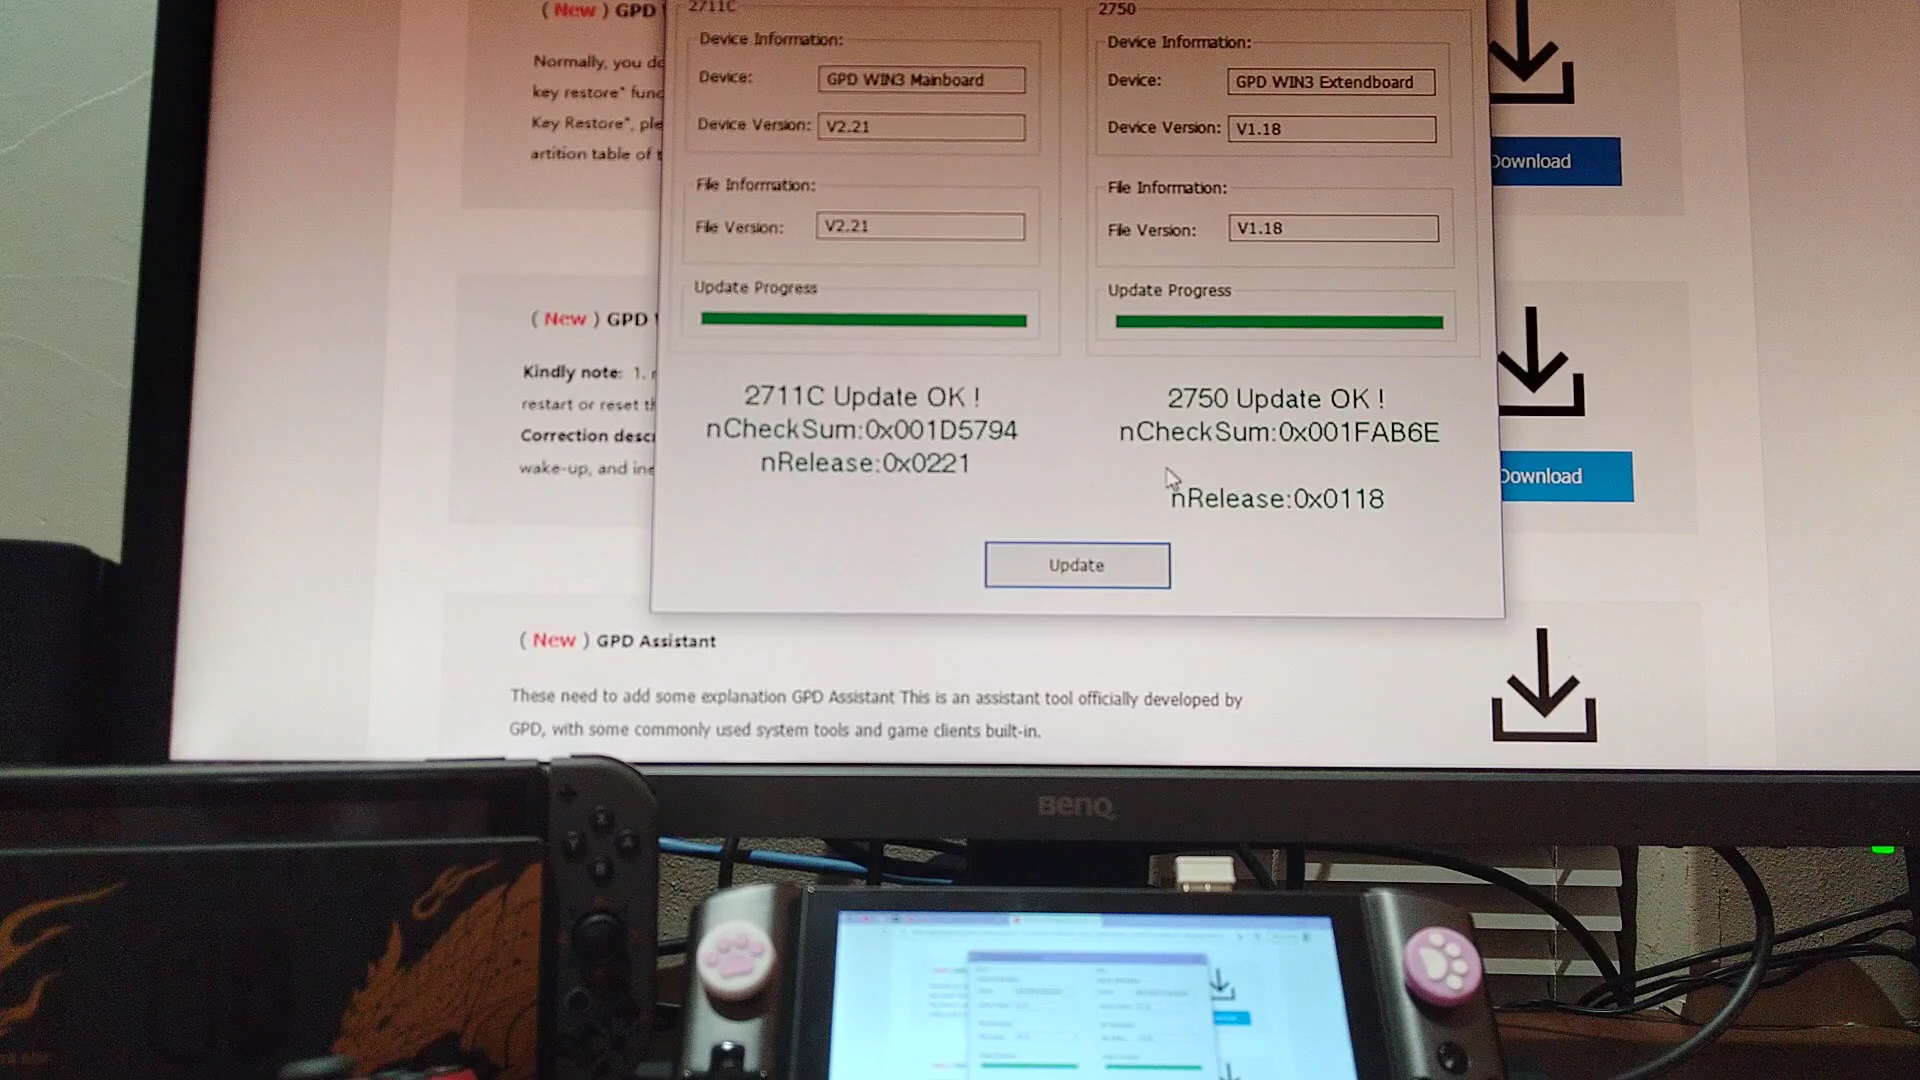 ( New ) GPD
Normally, you do
key restore" func
Key Restore", ple
artition table of t
Download
2711C
Device Information:
Device: GPD WIN3 Mainboard
Device Version: V2.21
File Information:
File Version: V2.21
Update Progress
2711C Update OK !
nCheckSum:0x001D5794
nRelease:0x0221
2750
Device Information:
Device: GPD WIN3 Extendboard
Device Version: V1.18
File Information:
File Version: V1.18
Update Progress
2750 Update OK !
nCheckSum:0x001FAB6E
nRelease:0x0118
Update
( New ) GPD
Kindly note: 1.
restart or reset th
Correction descr
wake-up, and ine
Download
( New ) GPD Assistant
These need to add some explanation GPD Assistant This is an assistant tool officially developed by
GPD, with some commonly used system tools and game clients built-in.
BenQ
X
Y
A
B